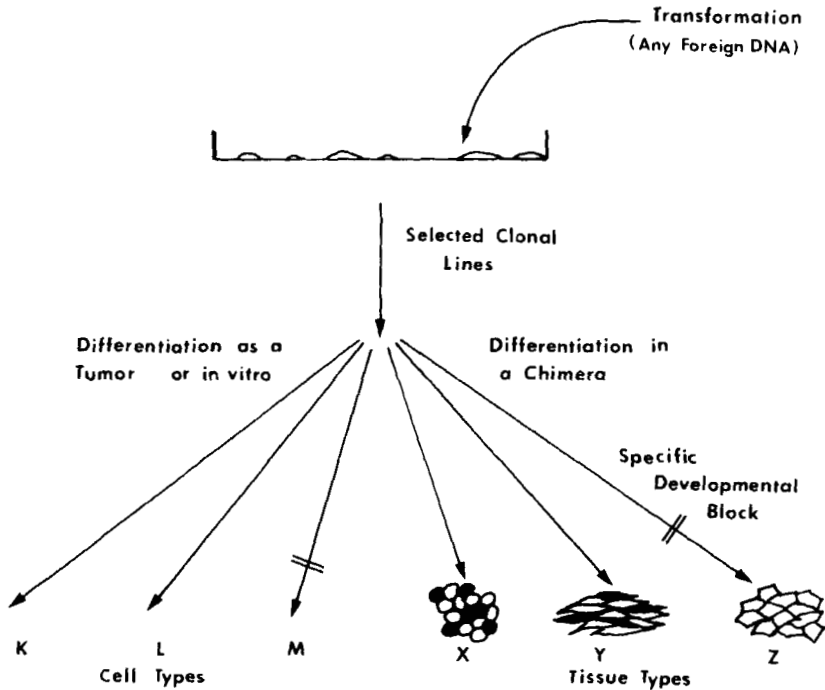 Transformation
(Any Foreign DNA)
Selected Clonal
Lines
Differentiation as a
Tumor or in vitro
Differentiation in
a Chimera
Specific
Developmental
Block
K L M X Y Z
Cell Types Tissue Types